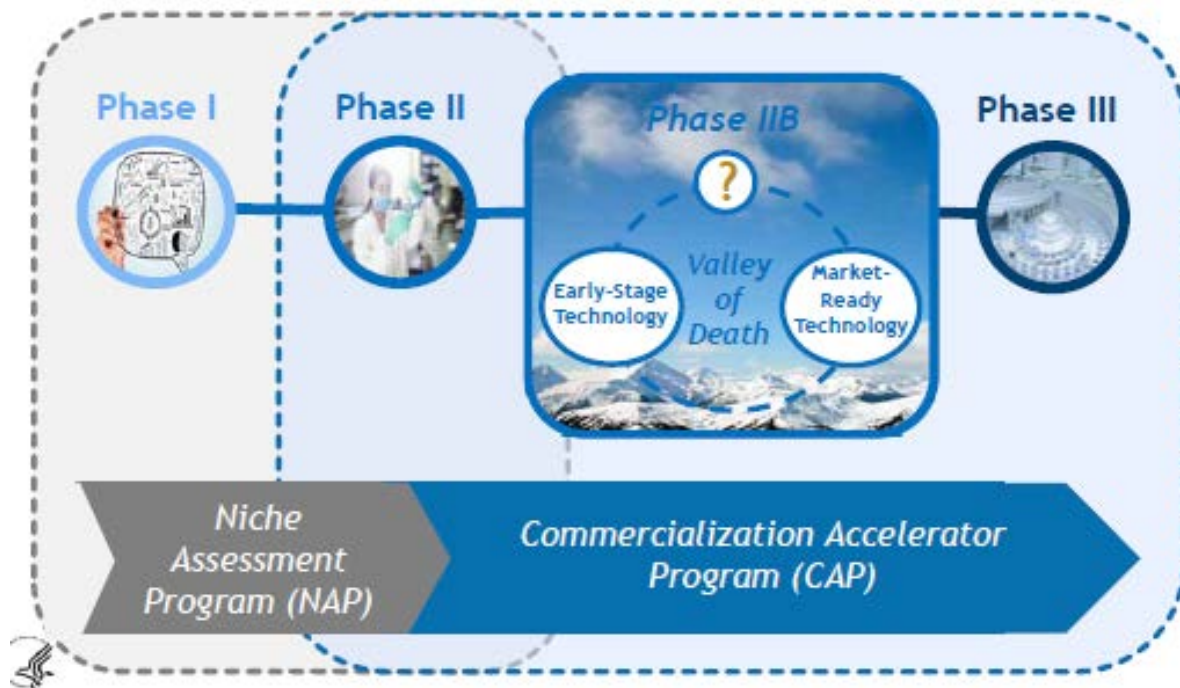 Phase I
Phase II
Phase IIB
Phase III
?
Early-Stage
Technology
Valley
of
Death
Market-
Ready
Technology
Niche
Assessment
Program (NAP)
Commercialization Accelerator
Program (CAP)